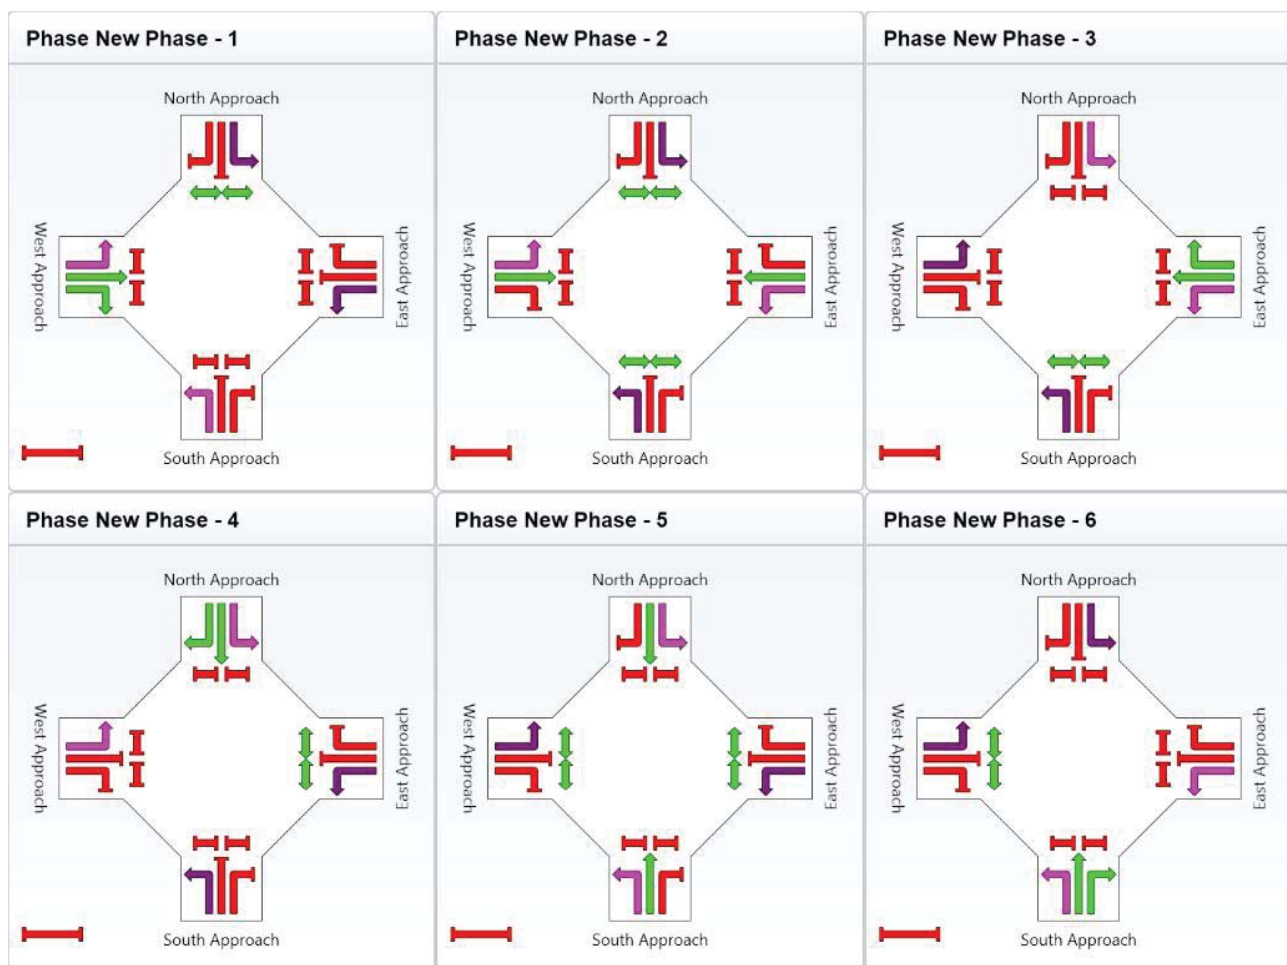 Phase New Phase - 1
North Approach
West Approach
East Approach
South Approach
Phase New Phase - 2
North Approach
West Approach
East Approach
South Approach
Phase New Phase - 3
North Approach
West Approach
East Approach
South Approach
Phase New Phase - 4
North Approach
West Approach
East Approach
South Approach
Phase New Phase - 5
North Approach
West Approach
East Approach
South Approach
Phase New Phase - 6
North Approach
West Approach
East Approach
South Approach